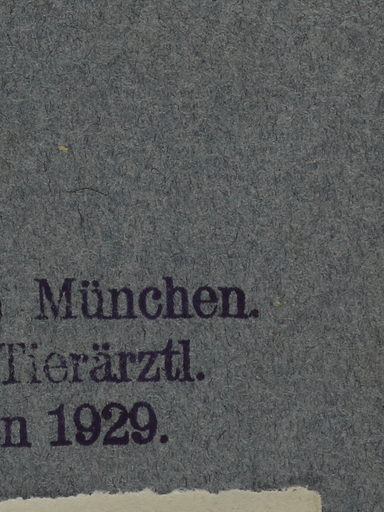 München.
Tierärztl.
n 1929.